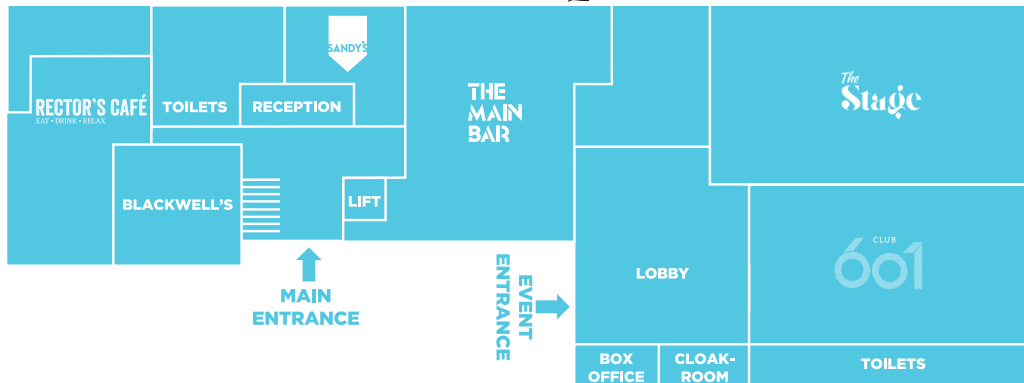 SANDY'S
RECTOR'S CAFÉ
EAT • DRINK • RELAX
TOILETS
RECEPTION
THE
MAIN
BAR
The
Stage
BLACKWELL'S
LIFT
MAIN
ENTRANCE
EVENT
ENTRANCE
LOBBY
CLUB
601
BOX
OFFICE
CLOAK-
ROOM
TOILETS